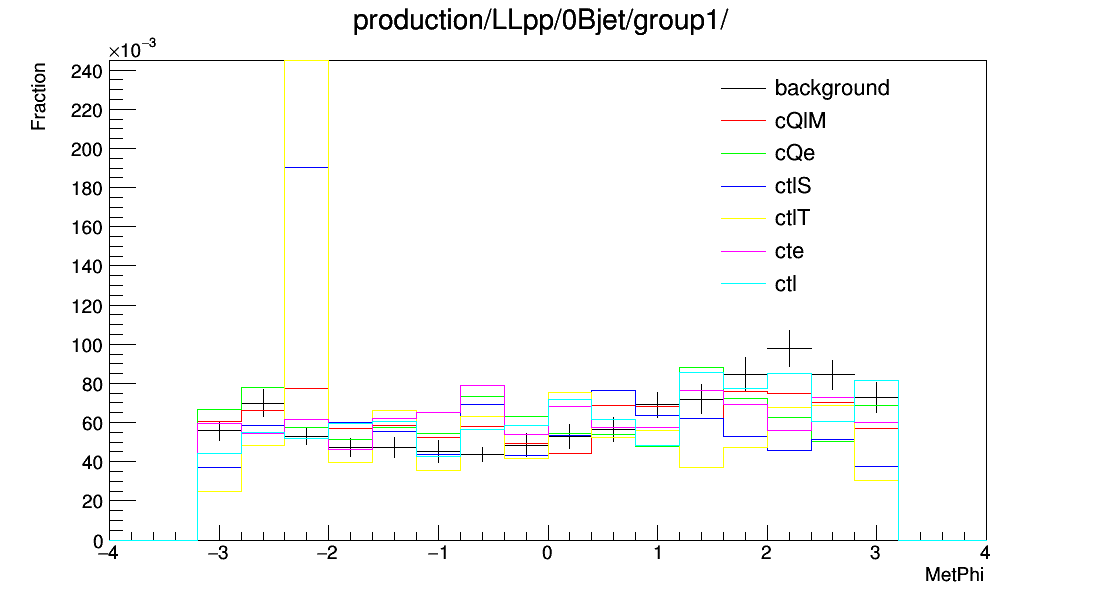 production/LLpp/0Bjet/group1/
×10⁻³
Fraction
240
220
200
180
160
140
120
100
80
60
40
20
0
background
cQlM
cQe
ctlS
ctlT
cte
ctl
−4 −3 −2 −1 0 1 2 3 4
MetPhi